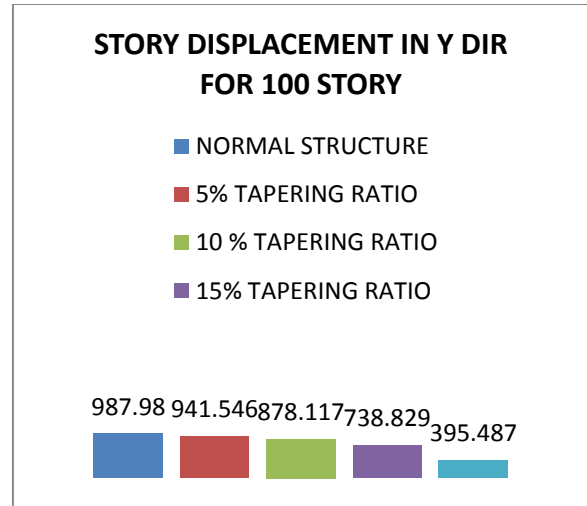 STORY DISPLACEMENT IN Y DIR
FOR 100 STORY
NORMAL STRUCTURE
5% TAPERING RATIO
10 % TAPERING RATIO
15% TAPERING RATIO
987.98 941.546 878.117 738.829 395.487